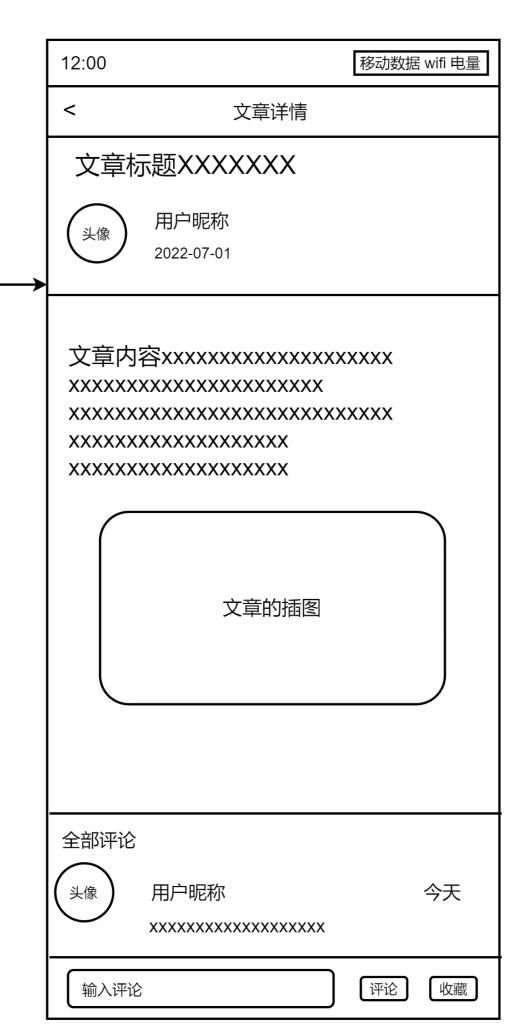 12:00 移动数据 wifi 电量
< 文章详情
文章标题XXXXXXX
头像 用户昵称
2022-07-01
文章内容xxxxxxxxxxxxxxxxxxxx
xxxxxxxxxxxxxxxxxxxxxx
xxxxxxxxxxxxxxxxxxxxxxxxxxxx
xxxxxxxxxxxxxxxxxxx
xxxxxxxxxxxxxxxxxxx
文章的插图
全部评论
头像 用户昵称 今天
xxxxxxxxxxxxxxxxxxx
输入评论 评论 收藏